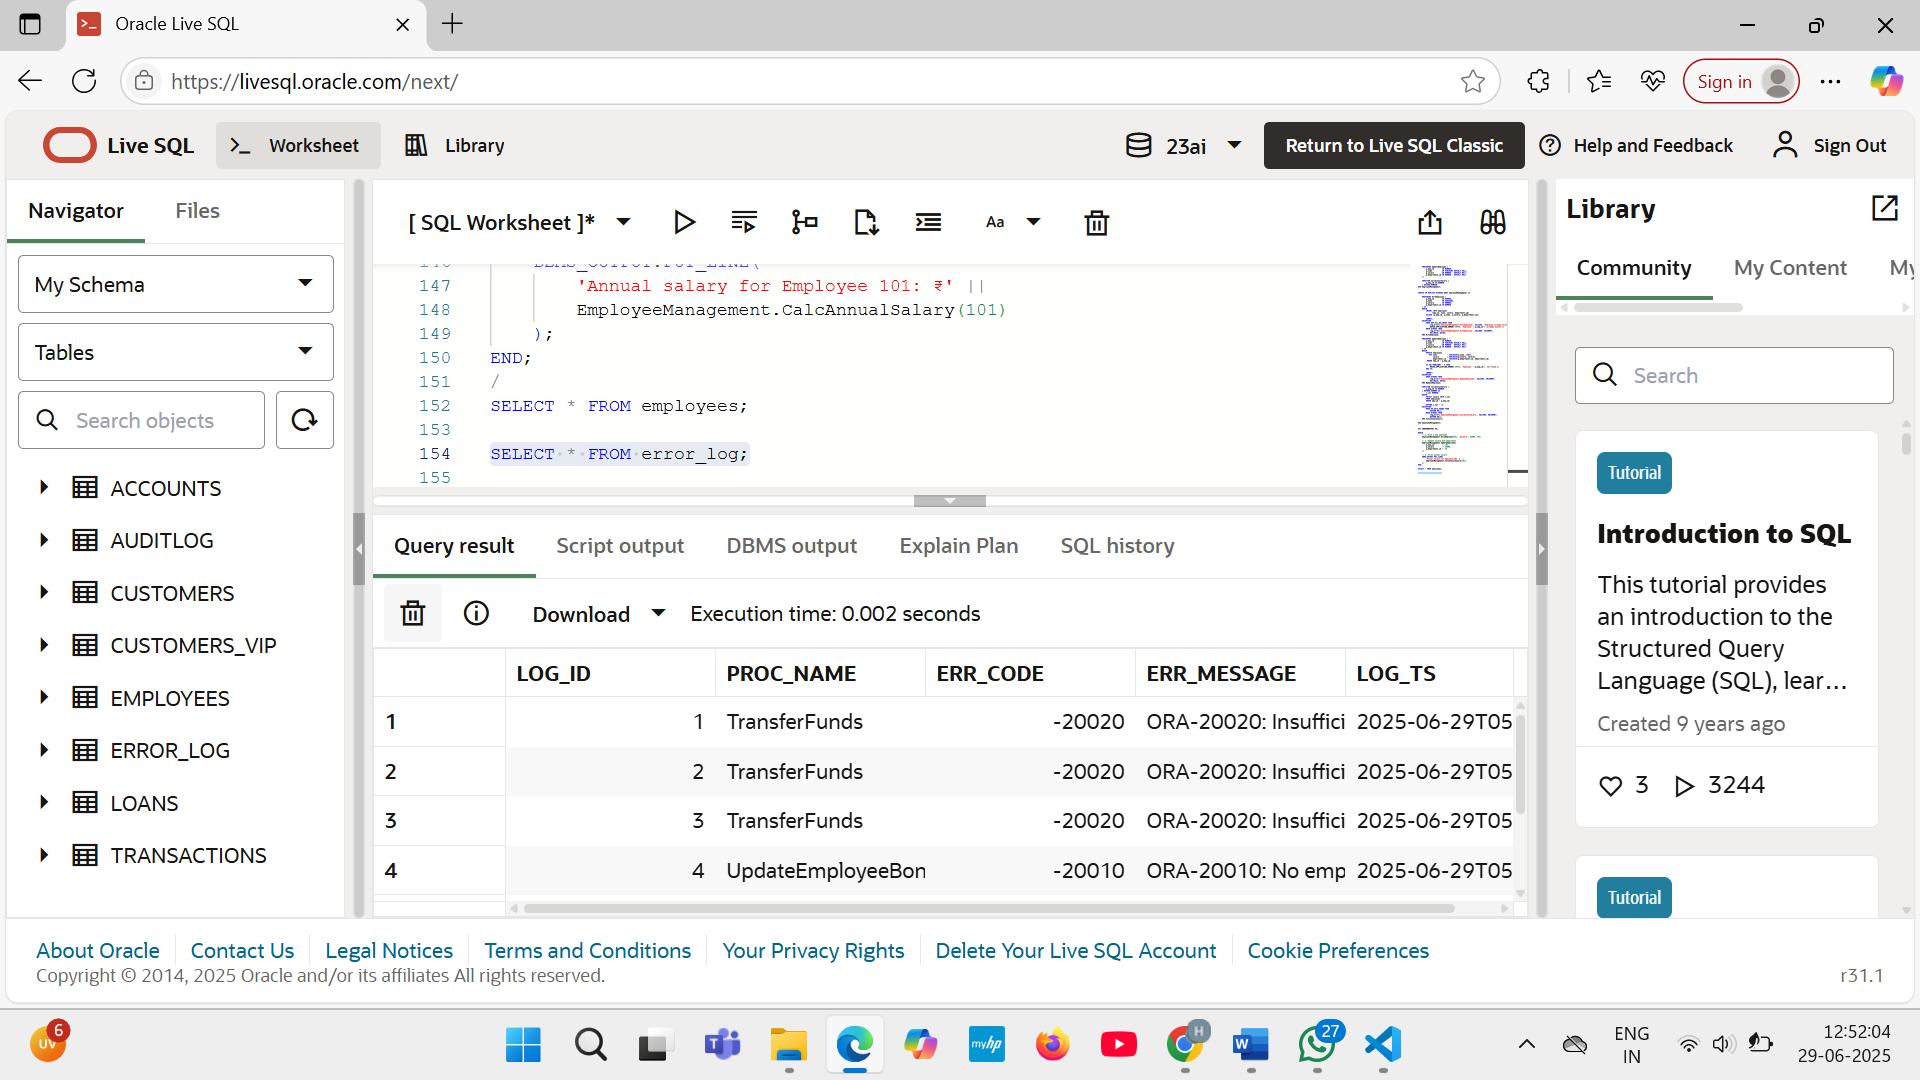 Oracle Live SQL
https://livesql.oracle.com/next/
Sign in
Live SQL
Worksheet
Library
23ai
Return to Live SQL Classic
Help and Feedback
Sign Out
Navigator
Files
My Schema
Tables
Search objects
ACCOUNTS
AUDITLOG
CUSTOMERS
CUSTOMERS_VIP
EMPLOYEES
ERROR_LOG
LOANS
TRANSACTIONS
[ SQL Worksheet ]*
Aa
147 'Annual salary for Employee 101: ₹' ||
148 EmployeeManagement.CalcAnnualSalary(101)
149 );
150 END;
151 /
152 SELECT * FROM employees;
153
154 SELECT * FROM error_log;
155
Query result
Script output
DBMS output
Explain Plan
SQL history
Download
Execution time: 0.002 seconds
LOG_ID PROC_NAME ERR_CODE ERR_MESSAGE LOG_TS
1 1 TransferFunds -20020 ORA-20020: Insuffici 2025-06-29T05
2 2 TransferFunds -20020 ORA-20020: Insuffici 2025-06-29T05
3 3 TransferFunds -20020 ORA-20020: Insuffici 2025-06-29T05
4 4 UpdateEmployeeBon -20010 ORA-20010: No emp 2025-06-29T05
Library
Community
My Content
My
Search
Tutorial
Introduction to SQL
This tutorial provides
an introduction to the
Structured Query
Language (SQL), lear...
Created 9 years ago
3 3244
Tutorial
About Oracle
Contact Us
Legal Notices
Terms and Conditions
Your Privacy Rights
Delete Your Live SQL Account
Cookie Preferences
Copyright © 2014, 2025 Oracle and/or its affiliates All rights reserved.
r31.1
UV
6
myhp
H
27
ENG
IN
12:52:04
29-06-2025